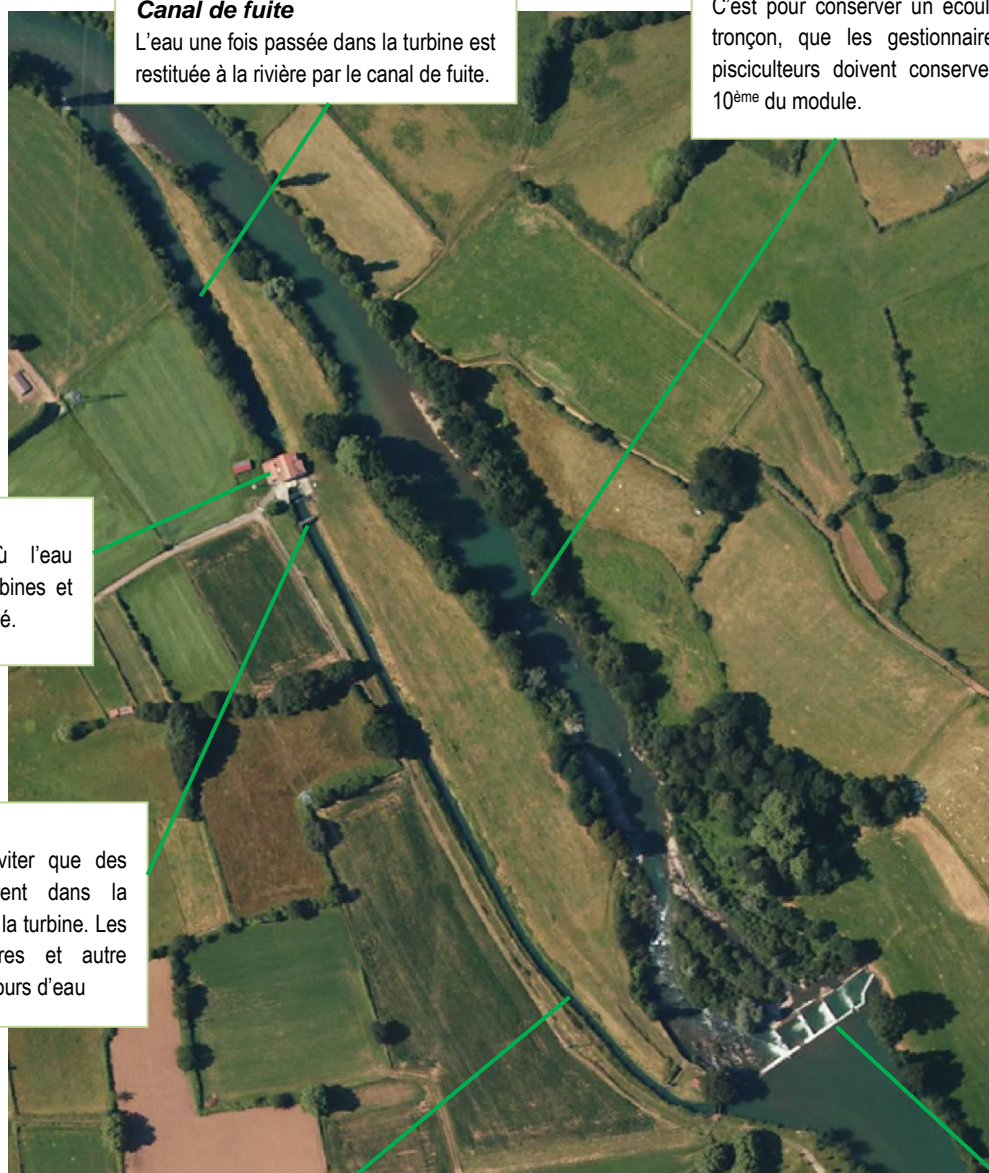 Canal de fuite
L'eau une fois passée dans la turbine est
restituée à la rivière par le canal de fuite.
C'est pour conserver un écoul
tronçon, que les gestionnaire
pisciculteurs doivent conserve
10ème du module.
ù l'eau
bines et
é.
viter que des
ent dans la
la turbine. Les
res et autre
ours d'eau